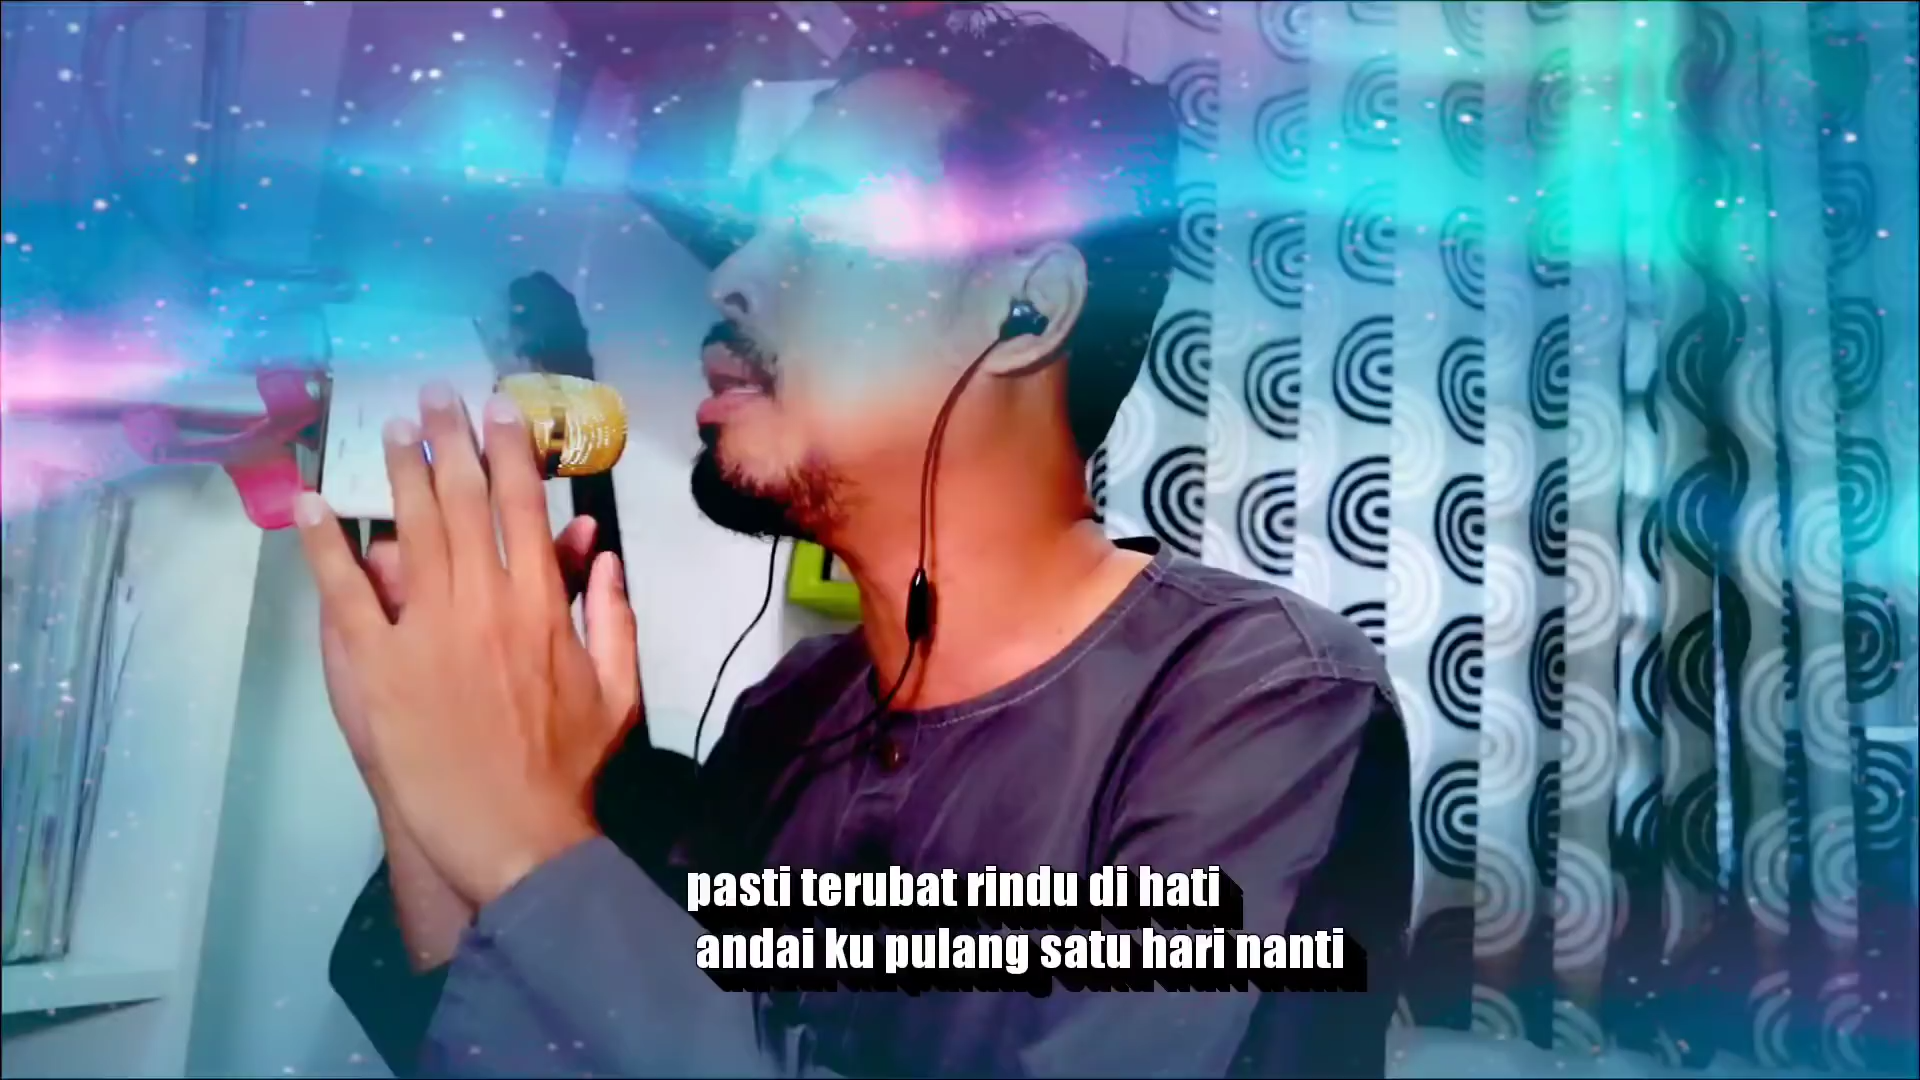 pasti terubat rindu di hati
andai ku pulang satu hari nanti